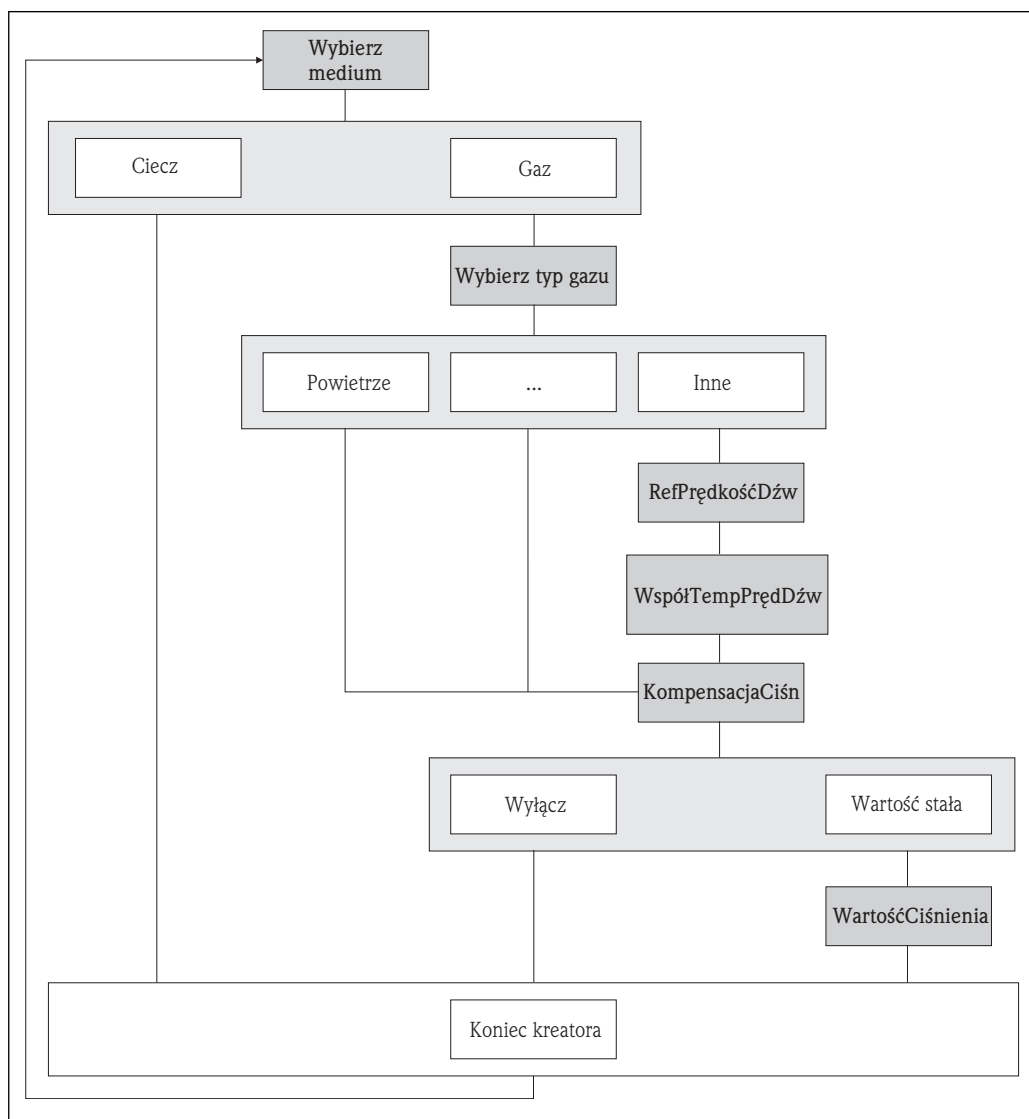 Wybierz
medium
Ciecz
Gaz
Wybierz typ gazu
Powietrze
...
Inne
RefPrędkośćDźw
WspółTempPrędDźw
KompensacjaCiśn
Wyłącz
Wartość stała
WartośćCiśnienia
Koniec kreatora